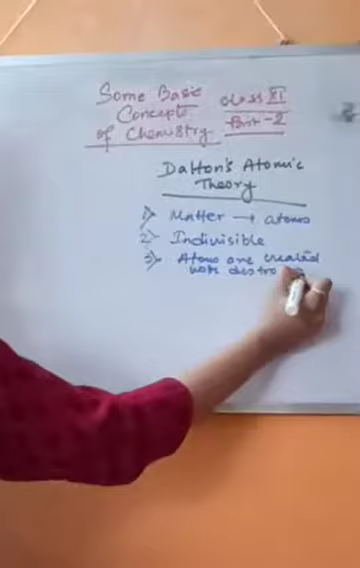 Some Basic
Concepts
of Chemistry
class XI
Part-2
Dalton's Atomic
Theory
1) Matter → atoms
2) Indivisible
3) Atoms are created
nor destro